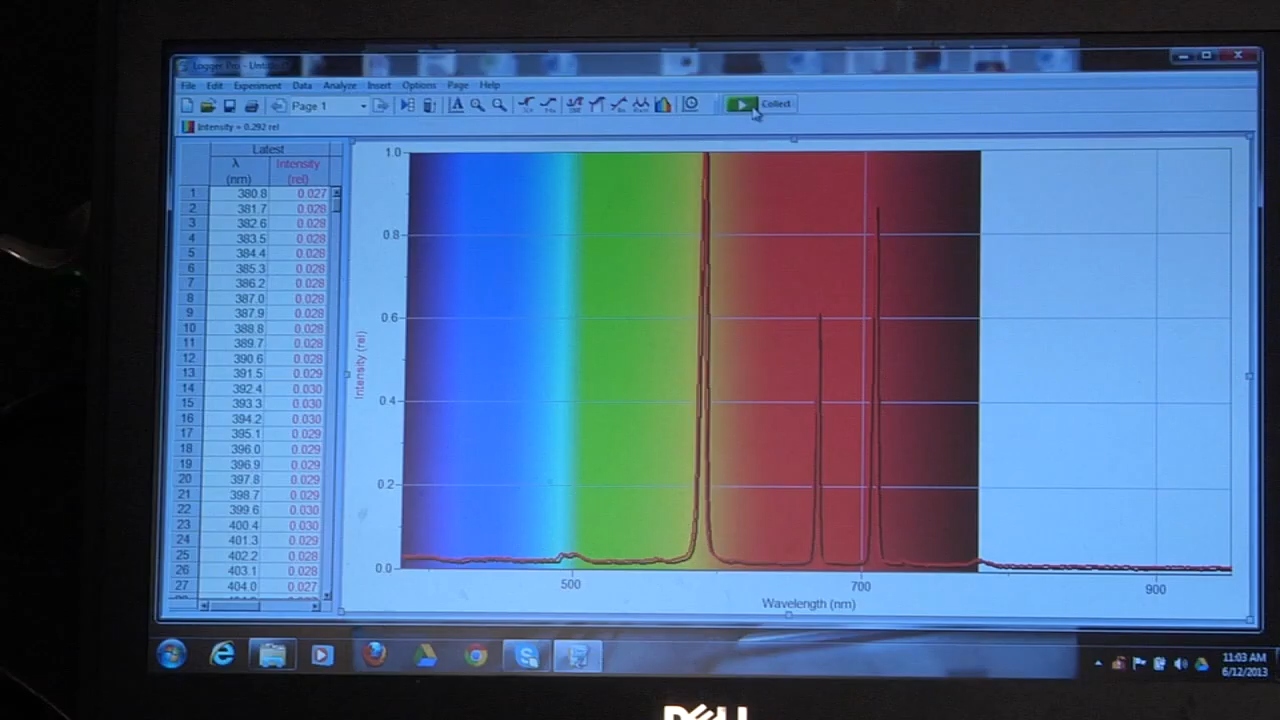 Logger Pro - Untitled
File Edit Experiment Data Analyze Insert Options Page Help
Page 1 Collect
Intensity = 0.292 rel
Latest
λ Intensity
(nm) (rel)
1 380.8 0.027
2 381.7 0.028
3 382.6 0.028
4 383.5 0.028
5 384.4 0.028
6 385.3 0.028
7 386.2 0.028
8 387.0 0.028
9 387.9 0.028
10 388.8 0.028
11 389.7 0.028
12 390.6 0.028
13 391.5 0.029
14 392.4 0.030
15 393.3 0.030
16 394.2 0.030
17 395.1 0.029
18 396.0 0.029
19 396.9 0.029
20 397.8 0.029
21 398.7 0.029
22 399.6 0.030
23 400.4 0.030
24 401.3 0.029
25 402.2 0.028
26 403.1 0.028
27 404.0 0.027
1.0
0.8
0.6
0.4
0.2
0.0
Intensity (rel)
500 700 900
Wavelength (nm)
11:03 AM
6/12/2013
DELL